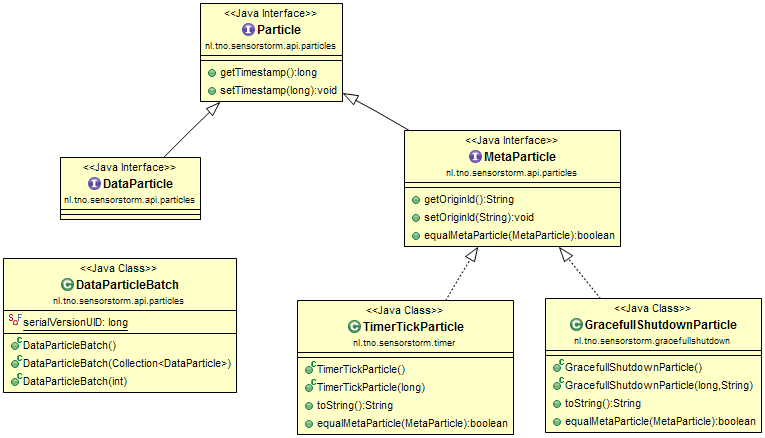 <<Java Interface>>
Particle
nl.tno.sensorstorm.api.particles
getTimestamp():long
setTimestamp(long):void
<<Java Interface>>
DataParticle
nl.tno.sensorstorm.api.particles
<<Java Interface>>
MetaParticle
nl.tno.sensorstorm.api.particles
getOriginId():String
setOriginId(String):void
equalMetaParticle(MetaParticle):boolean
<<Java Class>>
DataParticleBatch
nl.tno.sensorstorm.api.particles
serialVersionUID: long
DataParticleBatch()
DataParticleBatch(Collection<DataParticle>)
DataParticleBatch(int)
<<Java Class>>
TimerTickParticle
nl.tno.sensorstorm.timer
TimerTickParticle()
TimerTickParticle(long)
toString():String
equalMetaParticle(MetaParticle):boolean
<<Java Class>>
GracefullShutdownParticle
nl.tno.sensorstorm.gracefullshutdown
GracefullShutdownParticle()
GracefullShutdownParticle(long,String)
toString():String
equalMetaParticle(MetaParticle):boolean